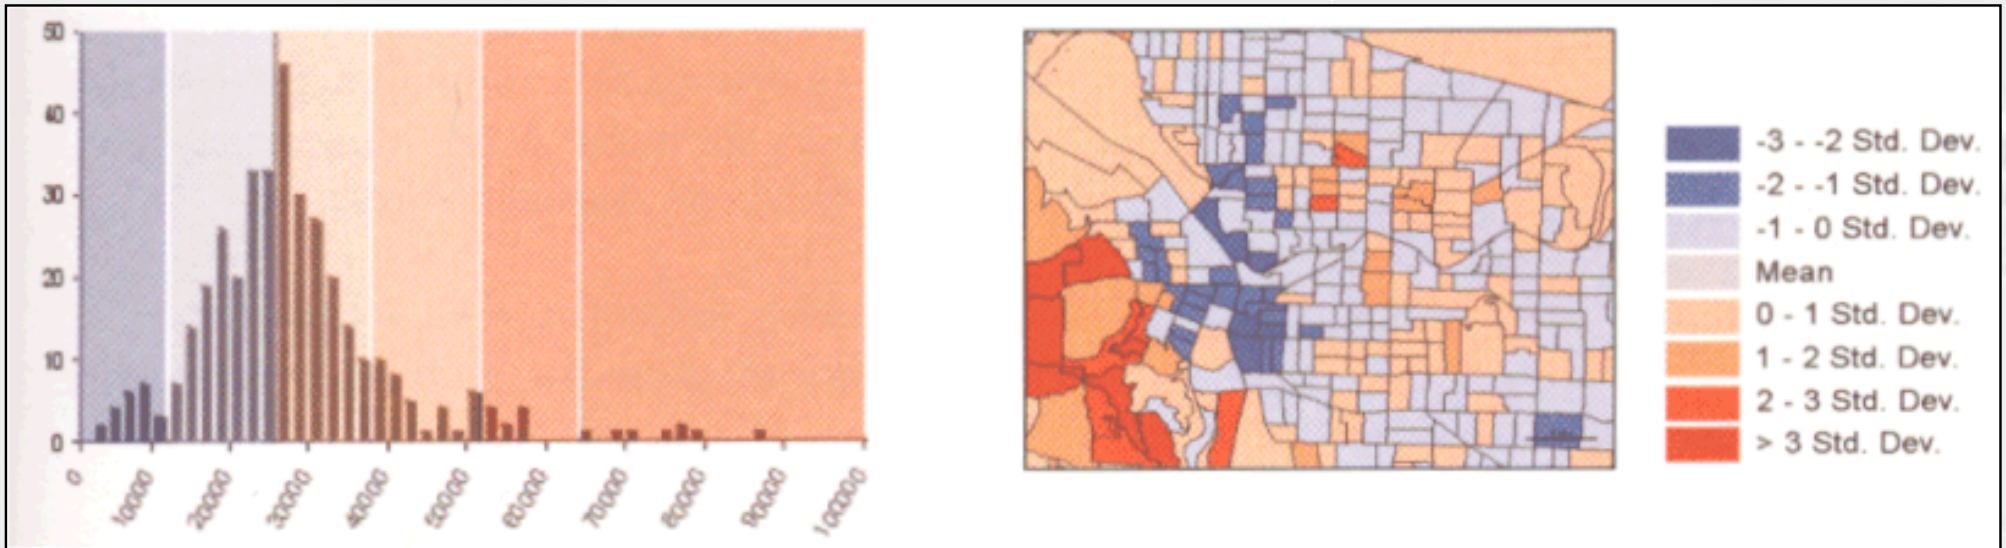 50
40
30
20
10
0
0 10000 20000 30000 40000 50000 60000 70000 80000 90000 100000
-3 - -2 Std. Dev.
-2 - -1 Std. Dev.
-1 - 0 Std. Dev.
Mean
0 - 1 Std. Dev.
1 - 2 Std. Dev.
2 - 3 Std. Dev.
> 3 Std. Dev.